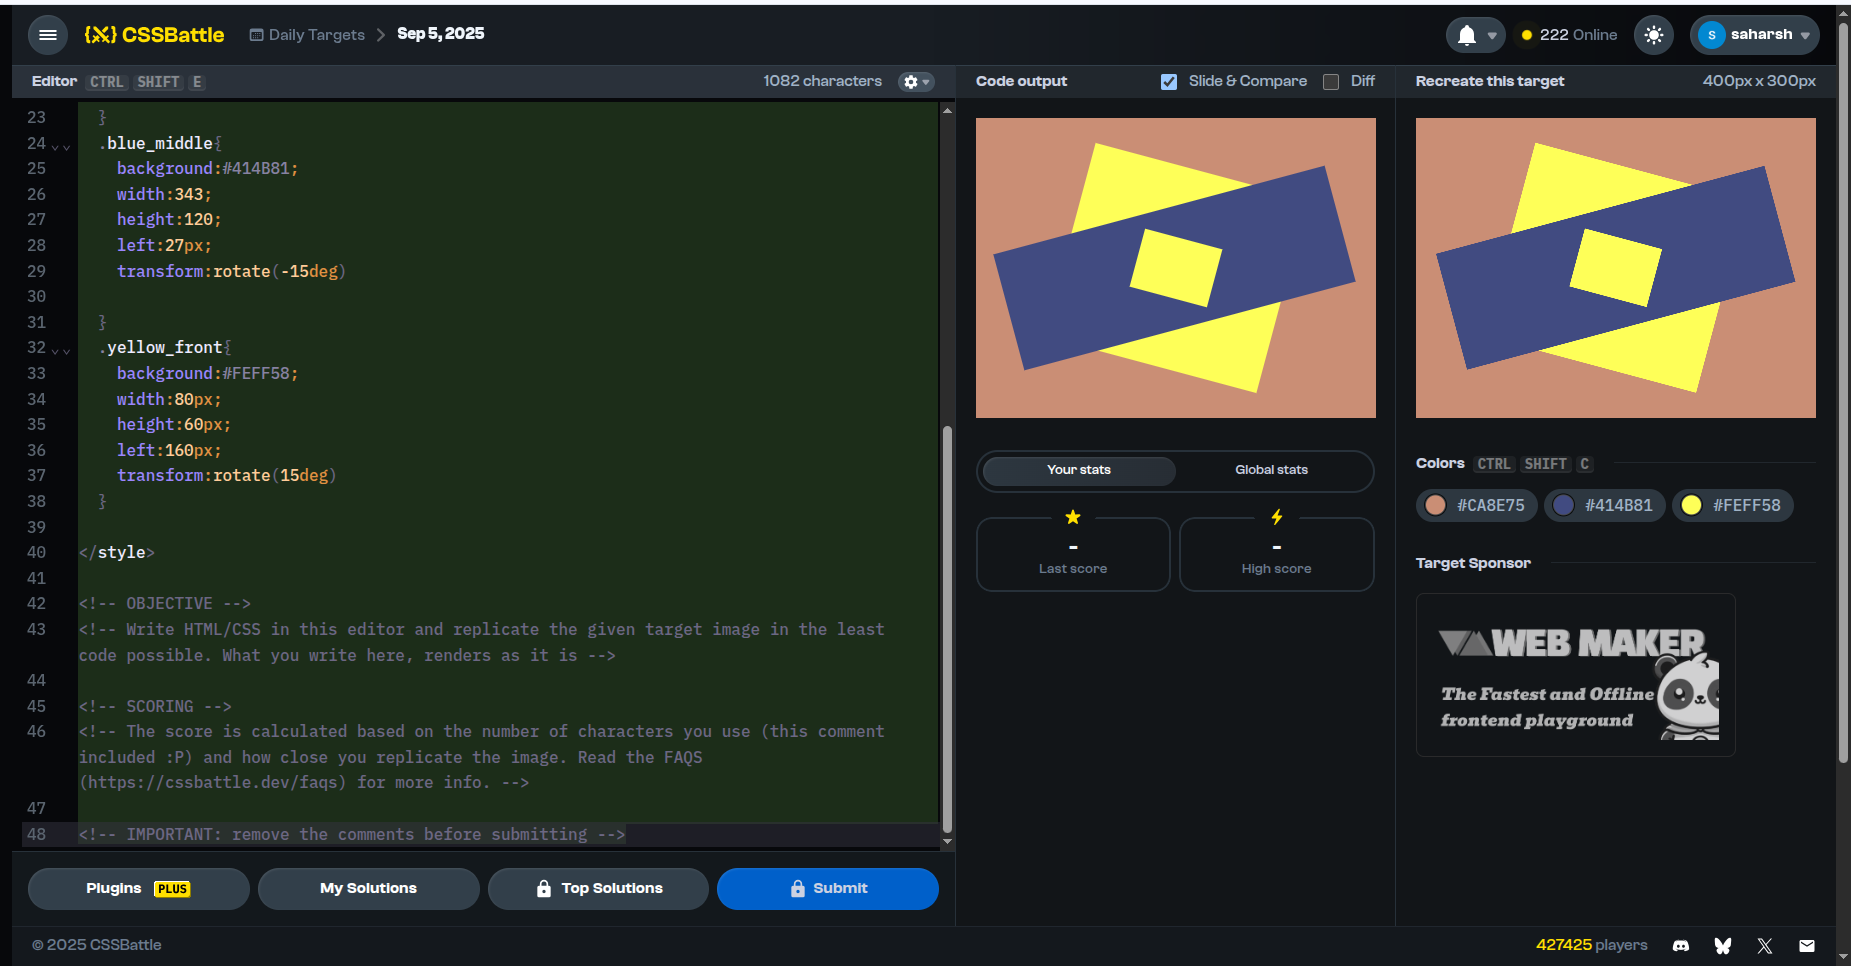 CSSBattle
Daily Targets
Sep 5, 2025
222 Online
S
saharsh
Editor CTRL SHIFT E
1082 characters
Code output
Slide & Compare
Diff
Recreate this target
400px x 300px
23 }
24 .blue_middle{
25 background:#414B81;
26 width:343;
27 height:120;
28 left:27px;
29 transform:rotate(-15deg)
30
31 }
32 .yellow_front{
33 background:#FEFF58;
34 width:80px;
35 height:60px;
36 left:160px;
37 transform:rotate(15deg)
38 }
39
40 </style>
41
42 <!-- OBJECTIVE -->
43 <!-- Write HTML/CSS in this editor and replicate the given target image in the least
code possible. What you write here, renders as it is -->
44
45 <!-- SCORING -->
46 <!-- The score is calculated based on the number of characters you use (this comment
included :P) and how close you replicate the image. Read the FAQS
(https://cssbattle.dev/faqs) for more info. -->
47
48 <!-- IMPORTANT: remove the comments before submitting -->
Your stats
Global stats
-
Last score
-
High score
Colors CTRL SHIFT C
#CA8E75
#414B81
#FEFF58
Target Sponsor
WEB MAKER
The Fastest and Offline
frontend playground
Plugins PLUS
My Solutions
Top Solutions
Submit
© 2025 CSSBattle
427425 players